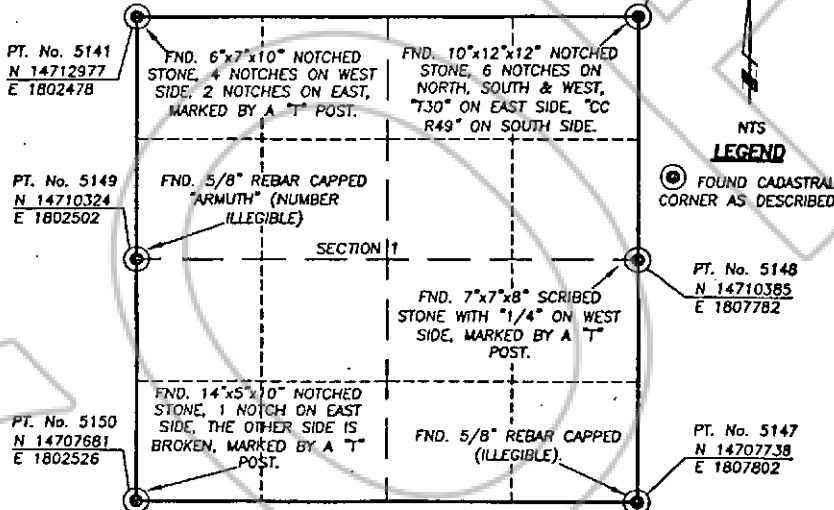 PT. No. 5141
N 14712977
E 1802478
FND. 6"x7"x10" NOTCHED
STONE, 4 NOTCHES ON WEST
SIDE, 2 NOTCHES ON EAST,
MARKED BY A "T" POST.
FND. 10"x12"x12" NOTCHED
STONE, 6 NOTCHES ON
NORTH, SOUTH & WEST,
"T30" ON EAST SIDE, "CC
R49" ON SOUTH SIDE.
NTS
LEGEND
FOUND CADASTRAL
CORNER AS DESCRIBED
PT. No. 5149
N 14710324
E 1802502
FND. 5/8" REBAR CAPPED
"ARMUTH" (NUMBER
ILLEGIBLE)
SECTION 1
FND. 7"x7"x8" SCRIBED
STONE WITH "1/4" ON WEST
SIDE, MARKED BY A "T"
POST.
PT. No. 5148
N 14710385
E 1807782
PT. No. 5150
N 14707681
E 1802526
FND. 14"x5"x10" NOTCHED
STONE, 1 NOTCH ON EAST
SIDE, THE OTHER SIDE IS
BROKEN, MARKED BY A "T"
POST.
FND. 5/8" REBAR CAPPED
(ILLEGIBLE).
PT. No. 5147
N 14707738
E 1807802